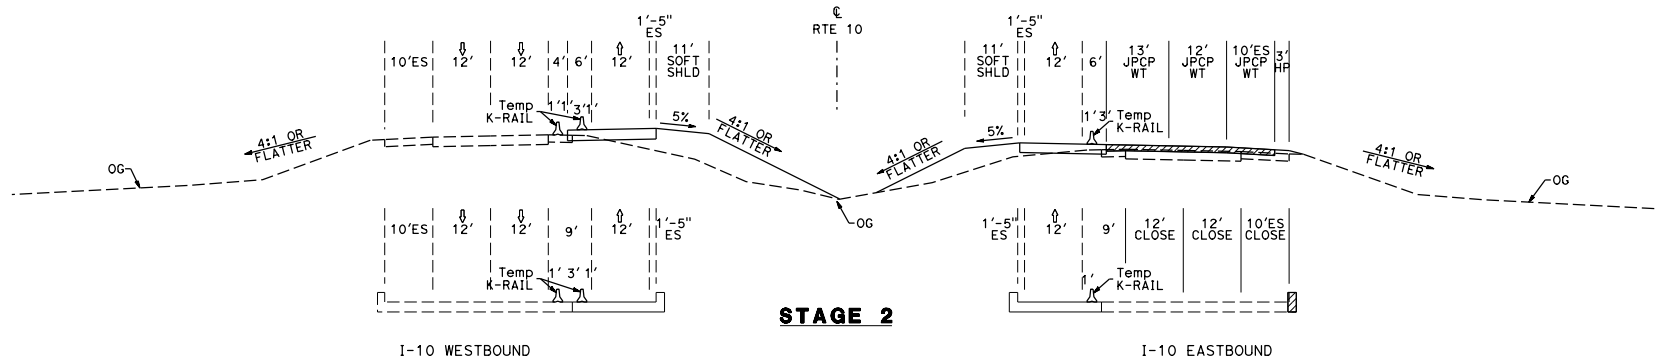 ℄
RTE 10
1'-5"
ES
10'ES
12'
12'
4'
6'
12'
11'
SOFT
SHLD
1'-5"
ES
11'
SOFT
SHLD
12'
6'
13'
JPCP
WT
12'
JPCP
WT
10'ES
JPCP
WT
3'
HP
Temp
K-RAIL
1'1'3'1'
5%
4:1 OR
FLATTER
4:1 OR
FLATTER
OG
5%
4:1 OR
FLATTER
1'3'
Temp
K-RAIL
4:1 OR
FLATTER
OG
OG
10'ES
12'
12'
9'
12'
1'-5"
ES
Temp
K-RAIL
1' 3' 1'
1'-5"
ES
12'
9'
12'
CLOSE
12'
CLOSE
10'ES
CLOSE
1'
Temp
K-RAIL
STAGE 2
I-10 WESTBOUND
I-10 EASTBOUND